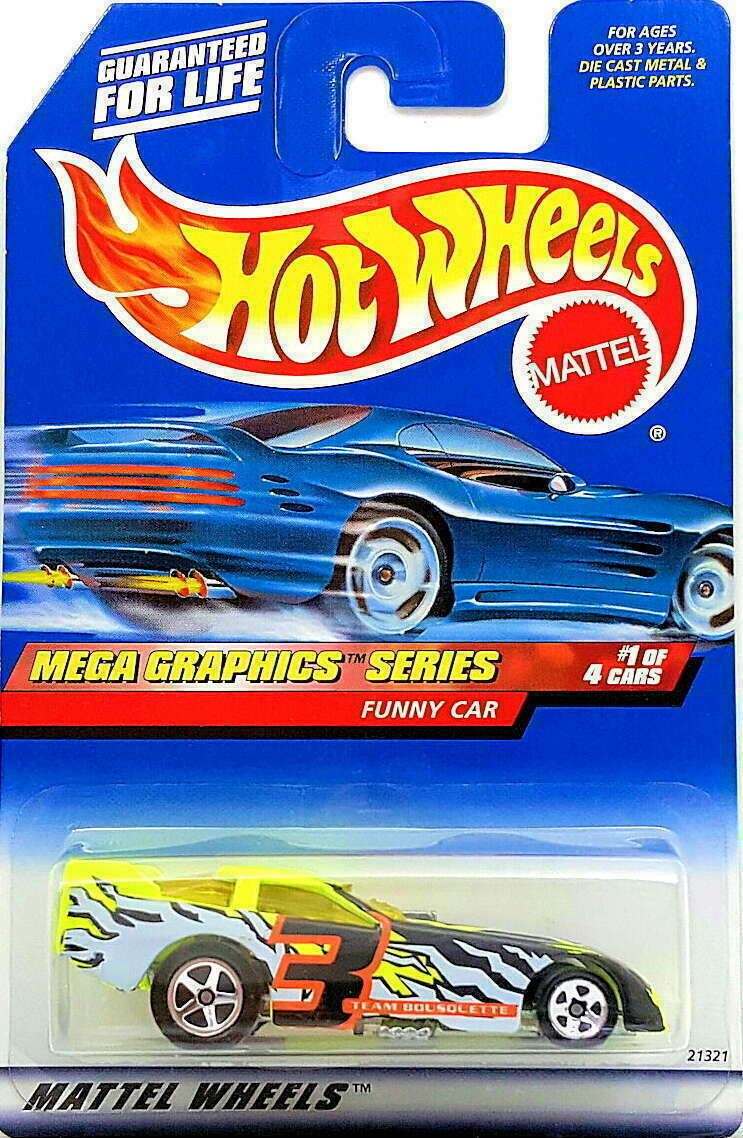 GUARANTEED
FOR LIFE
FOR AGES
OVER 3 YEARS.
DIE CAST METAL &
PLASTIC PARTS.
HOT WHEELS
MATTEL
®
MEGA GRAPHICS™ SERIES
#1 OF
4 CARS
FUNNY CAR
3
TEAM BOUSQUETTE
21321
MATTEL WHEELS™